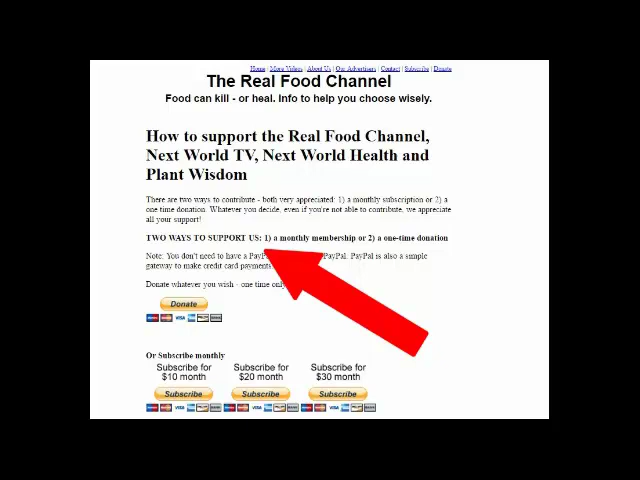 Home | More Videos | About Us | Our Advertisers | Contact | Subscribe | Donate
The Real Food Channel
Food can kill - or heal. Info to help you choose wisely.
How to support the Real Food Channel,
Next World TV, Next World Health and
Plant Wisdom
There are two ways to contribute - both very appreciated: 1) a monthly subscription or 2) a
one time donation. Whatever you decide, even if you're not able to contribute, we appreciate
all your support!
TWO WAYS TO SUPPORT US: 1) a monthly membership or 2) a one-time donation
Note: You don't need to have a PayPal. PayPal is also a simple
gateway to make credit card payments
Donate whatever you wish - one time only
Donate
Or Subscribe monthly
Subscribe for Subscribe for Subscribe for
$10 month $20 month $30 month
Subscribe Subscribe Subscribe